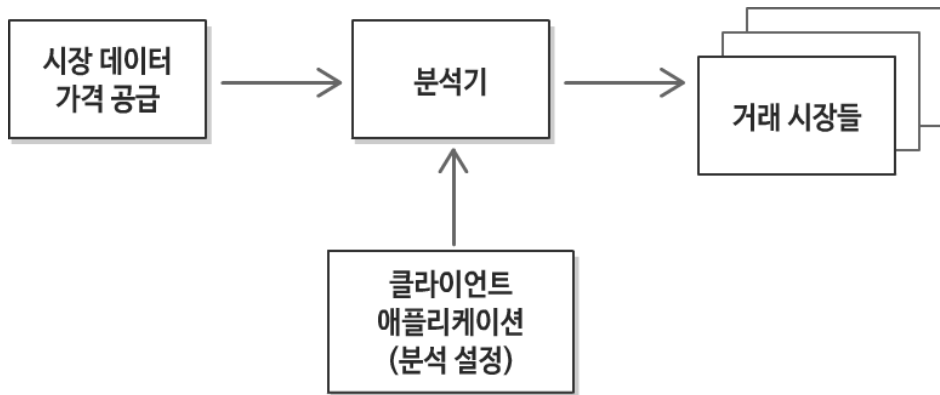 시장 데이터
가격 공급
분석기
거래 시장들
클라이언트
애플리케이션
(분석 설정)